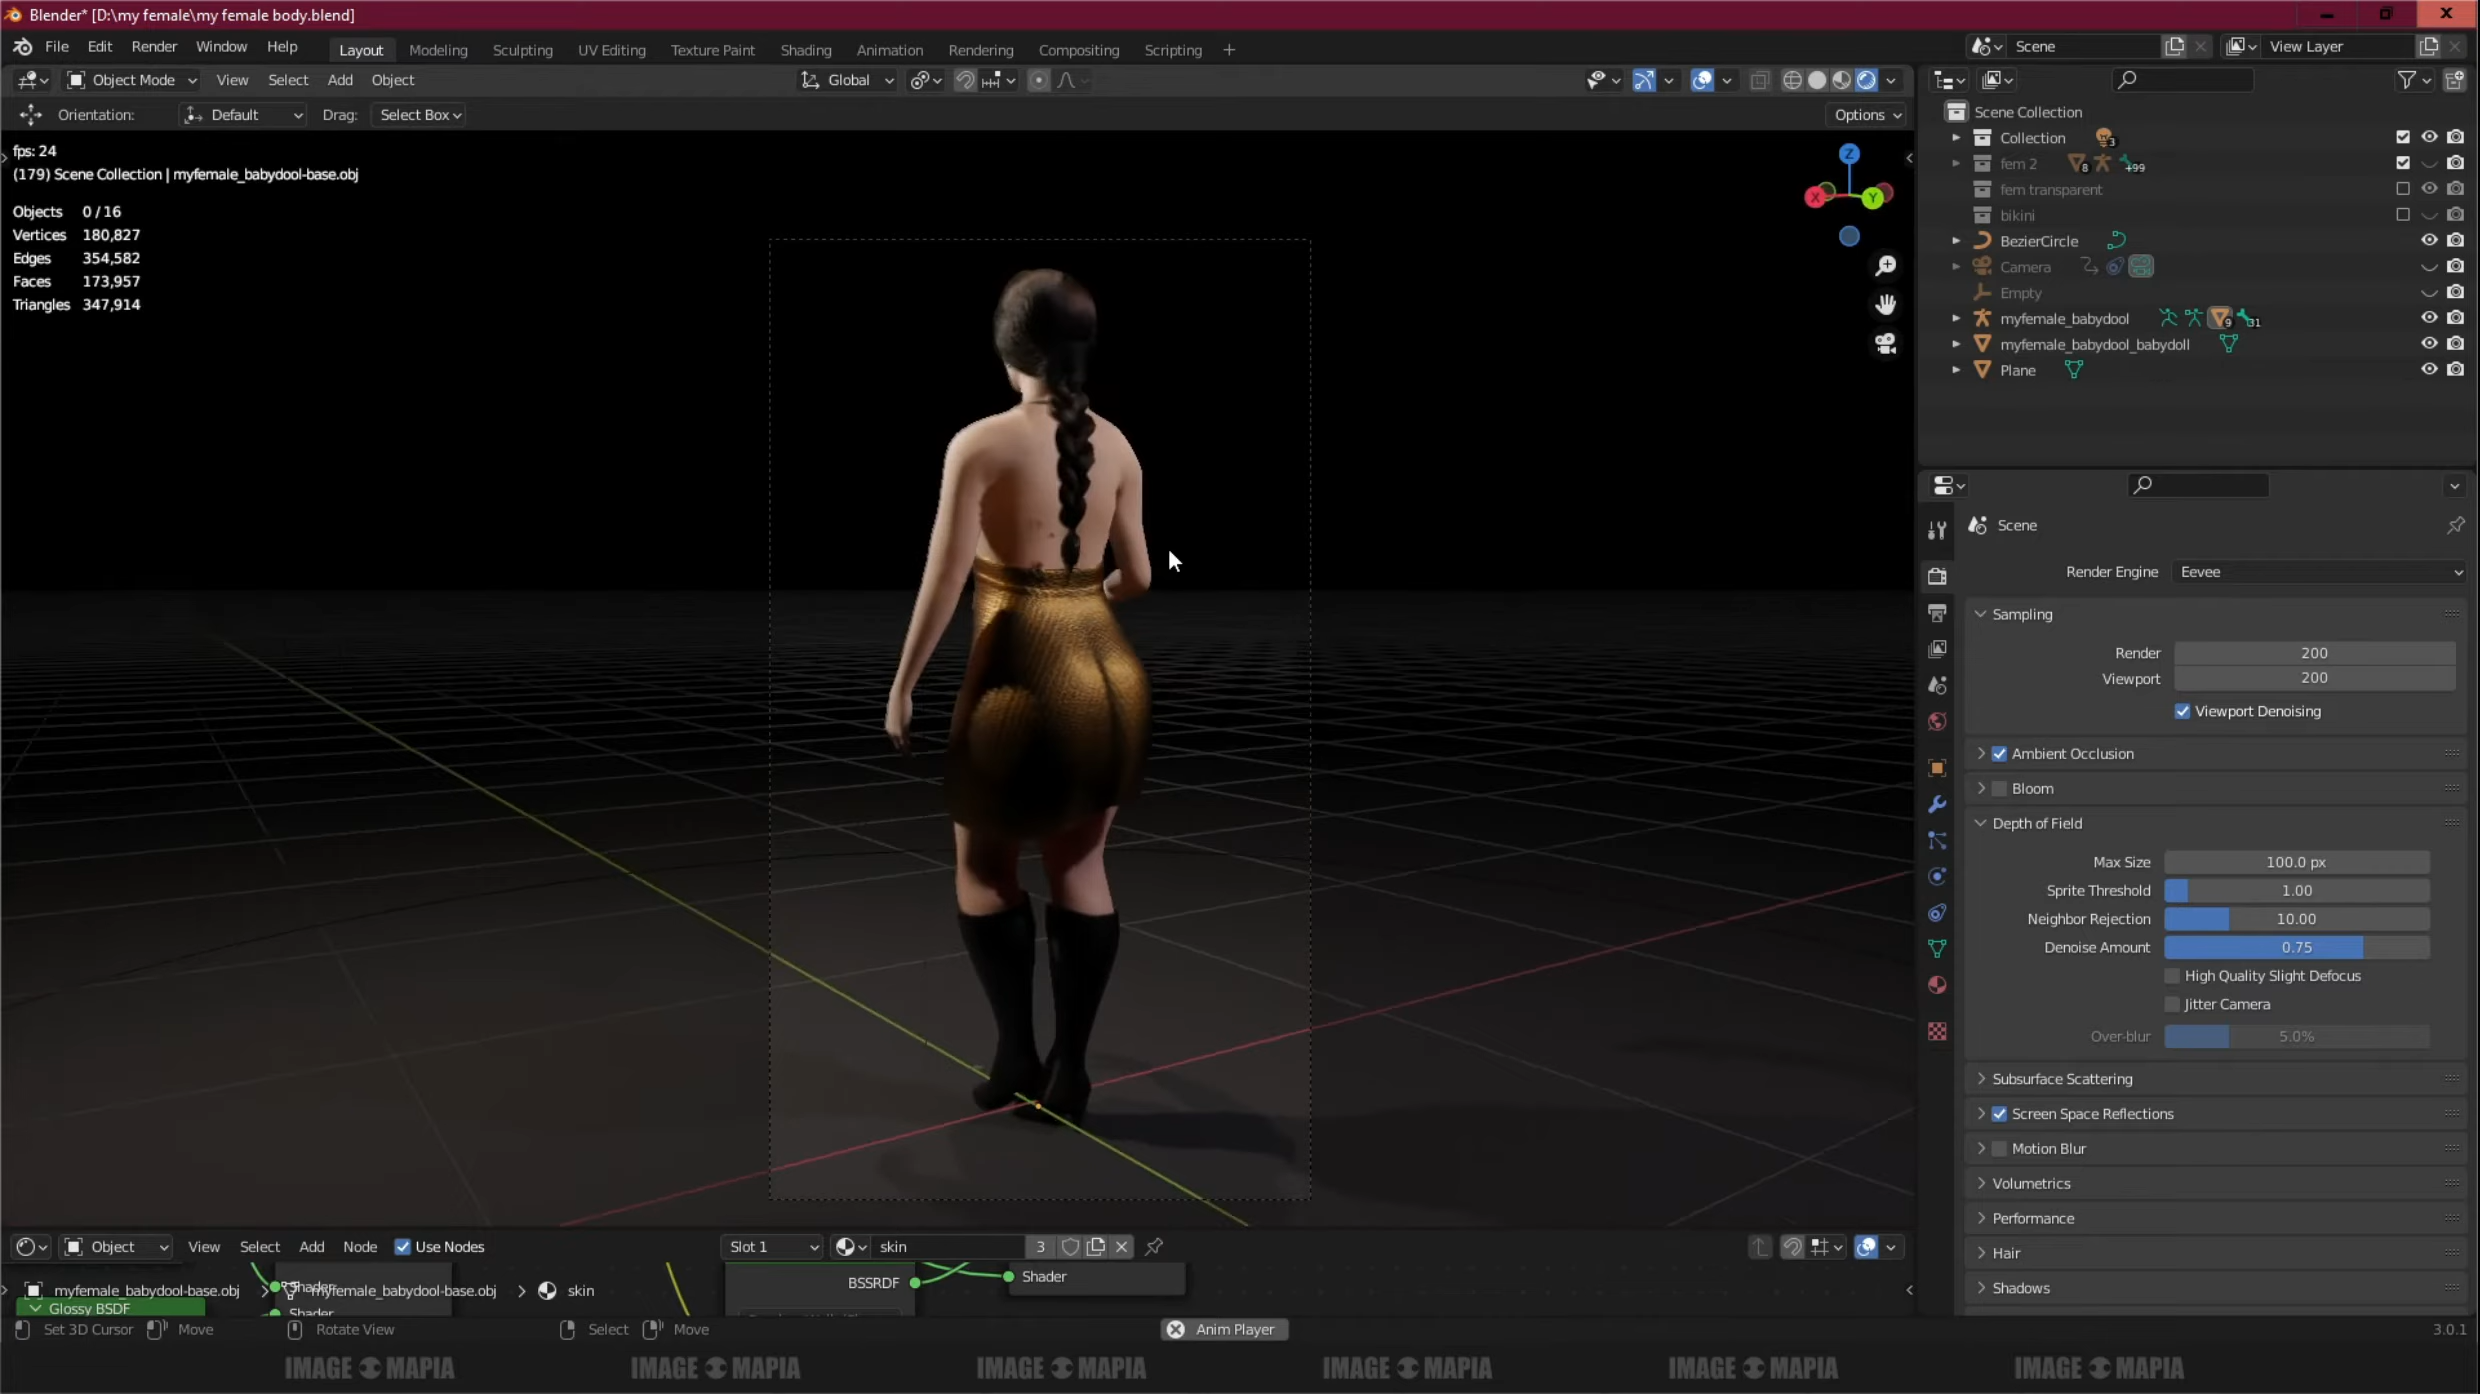 Blender* [D:\my female\my female body.blend]
File Edit Render Window Help Layout Modeling Sculpting UV Editing Texture Paint Shading Animation Rendering Compositing Scripting + Scene View Layer
Object Mode View Select Add Object Global
Orientation: Default Drag: Select Box Options
fps: 24
(179) Scene Collection | myfemale_babydool-base.obj
Objects 0 / 16
Vertices 180,827
Edges 354,582
Faces 173,957
Triangles 347,914
Z
X
Y
Scene Collection
Collection 3
fem 2 8 +99
fem transparent
bikini
BezierCircle
Camera
Empty
myfemale_babydool 9 31
myfemale_babydool_babydoll
Plane
Scene
Render Engine Eevee
Sampling
Render 200
Viewport 200
Viewport Denoising
Ambient Occlusion
Bloom
Depth of Field
Max Size 100.0 px
Sprite Threshold 1.00
Neighbor Rejection 10.00
Denoise Amount 0.75
High Quality Slight Defocus
Jitter Camera
Over-blur 5.0%
Subsurface Scattering
Screen Space Reflections
Motion Blur
Volumetrics
Performance
Hair
Shadows
Object View Select Add Node Use Nodes Slot 1 skin 3
Shader BSSRDF Shader
myfemale_babydool-base.obj myfemale_babydool-base.obj skin
Glossy BSDF Shader
Set 3D Cursor Move Rotate View Select Move Anim Player 3.0.1
IMAGE MAPIA IMAGE MAPIA IMAGE MAPIA IMAGE MAPIA IMAGE MAPIA IMAGE MAPIA